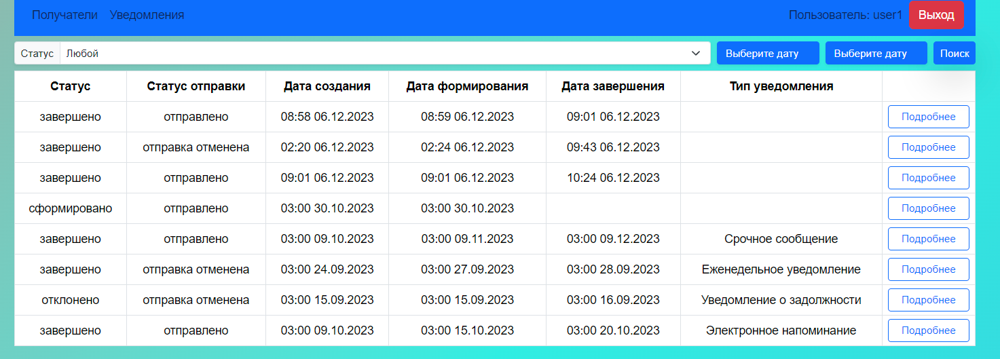 Получатели Уведомления Пользователь: user1 Выход
Статус Любой Выберите дату Выберите дату Поиск
Статус Статус отправки Дата создания Дата формирования Дата завершения Тип уведомления
завершено отправлено 08:58 06.12.2023 08:59 06.12.2023 09:01 06.12.2023 Подробнее
завершено отправка отменена 02:20 06.12.2023 02:24 06.12.2023 09:43 06.12.2023 Подробнее
завершено отправлено 09:01 06.12.2023 09:01 06.12.2023 10:24 06.12.2023 Подробнее
сформировано отправлено 03:00 30.10.2023 03:00 30.10.2023 Подробнее
завершено отправлено 03:00 09.10.2023 03:00 09.11.2023 03:00 09.12.2023 Срочное сообщение Подробнее
завершено отправка отменена 03:00 24.09.2023 03:00 27.09.2023 03:00 28.09.2023 Еженедельное уведомление Подробнее
отклонено отправка отменена 03:00 15.09.2023 03:00 15.09.2023 03:00 16.09.2023 Уведомление о задолжности Подробнее
завершено отправлено 03:00 09.10.2023 03:00 15.10.2023 03:00 20.10.2023 Электронное напоминание Подробнее